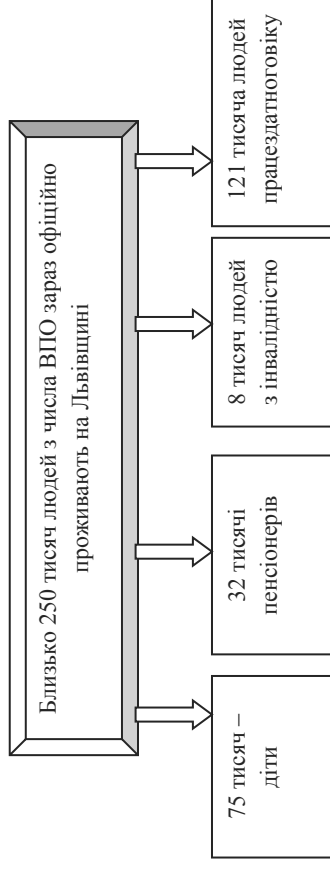 Близько 250 тисяч людей з числа ВПО зараз офіційно
проживають на Львівщині
75 тисяч –
діти
32 тисячі
пенсіонерів
8 тисяч людей
з інвалідністю
121 тисяча людей
працездатноговіку